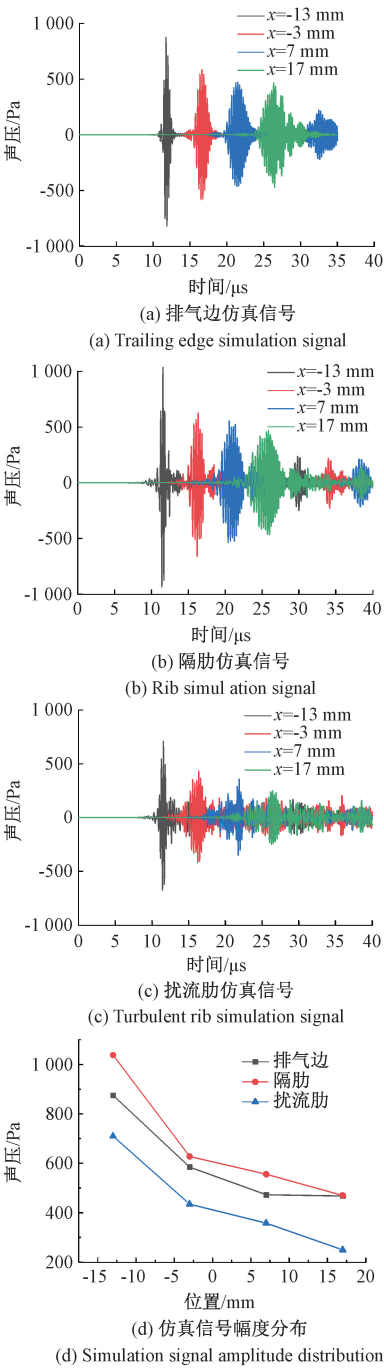 1 000
500
0
-500
-1 000
声压/Pa
x=-13 mm
x=-3 mm
x=7 mm
x=17 mm
0 5 10 15 20 25 30 35 40
时间/μs
(a) 排气边仿真信号
(a) Trailing edge simulation signal
1 000
500
0
-500
-1 000
声压/Pa
x=-13 mm
x=-3 mm
x=7 mm
x=17 mm
0 5 10 15 20 25 30 35 40
时间/μs
(b) 隔肋仿真信号
(b) Rib simul ation signal
1 000
500
0
-500
-1 000
声压/Pa
x=-13 mm
x=-3 mm
x=7 mm
x=17 mm
0 5 10 15 20 25 30 35 40
时间/μs
(c) 扰流肋仿真信号
(c) Turbulent rib simulation signal
1 000
800
600
400
200
声压/Pa
排气边
隔肋
扰流肋
-15 -10 -5 0 5 10 15 20
位置/mm
(d) 仿真信号幅度分布
(d) Simulation signal amplitude distribution